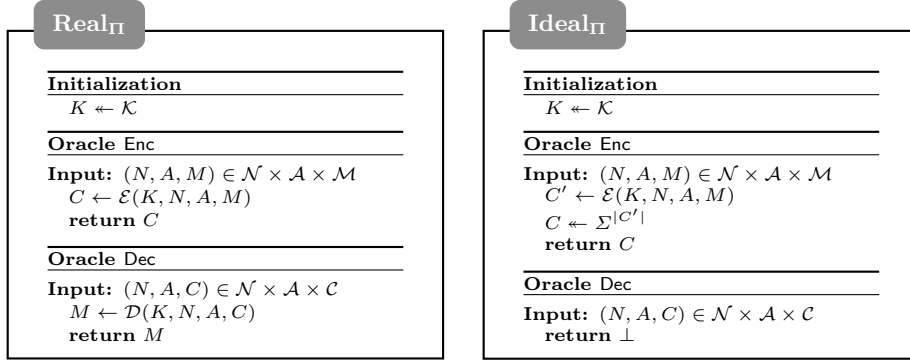 Real_Π
Initialization
K ↞ 𝒦
Oracle Enc
Input: (N, A, M) ∈ 𝒩 × 𝒜 × ℳ
C ← ℰ(K, N, A, M)
return C
Oracle Dec
Input: (N, A, C) ∈ 𝒩 × 𝒜 × 𝒞
M ← 𝒟(K, N, A, C)
return M
Ideal_Π
Initialization
K ↞ 𝒦
Oracle Enc
Input: (N, A, M) ∈ 𝒩 × 𝒜 × ℳ
C′ ← ℰ(K, N, A, M)
C ↞ Σ^{|C′|}
return C
Oracle Dec
Input: (N, A, C) ∈ 𝒩 × 𝒜 × 𝒞
return ⊥